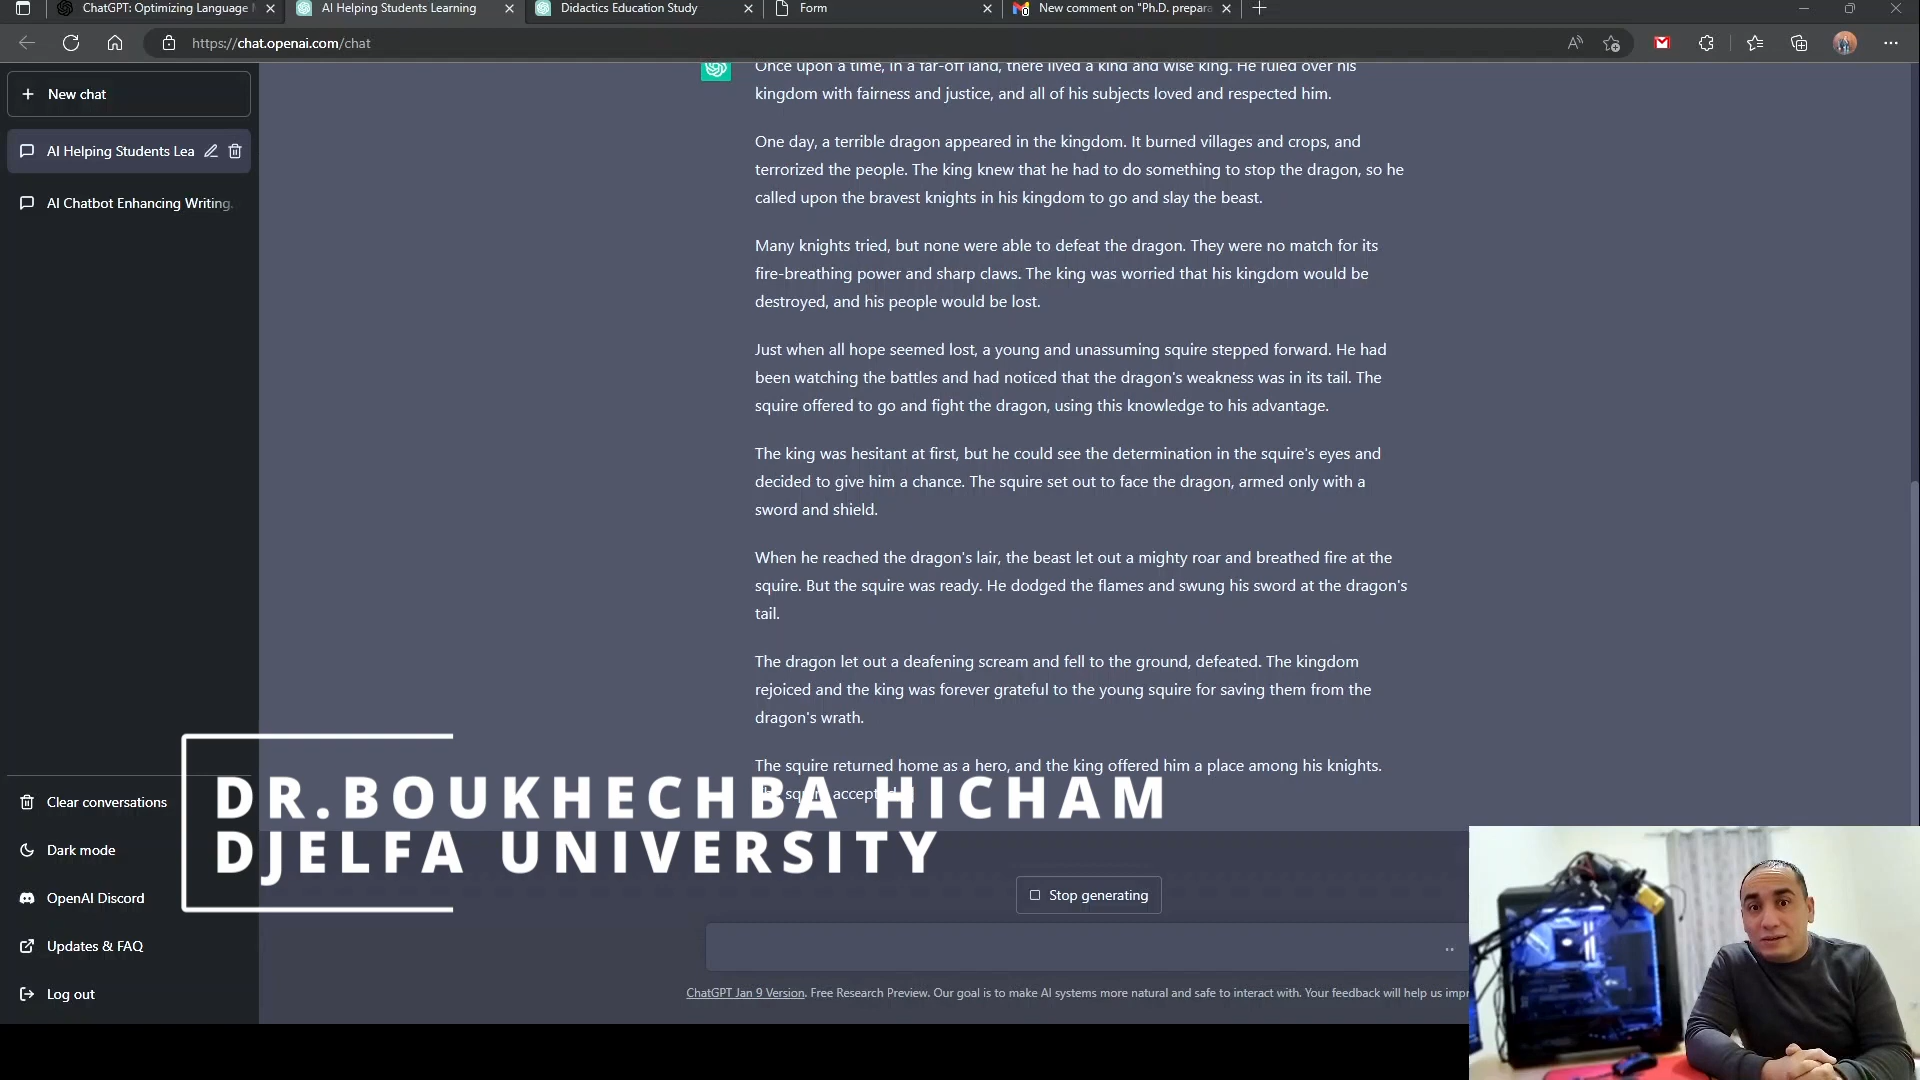 ChatGPT: Optimizing Language
AI Helping Students Learning
Didactics Education Study
Form
New comment on "Ph.D. prepara
https://chat.openai.com/chat
New chat
AI Helping Students Lea
AI Chatbot Enhancing Writing.
Once upon a time, in a far-off land, there lived a kind and wise king. He ruled over his
kingdom with fairness and justice, and all of his subjects loved and respected him.
One day, a terrible dragon appeared in the kingdom. It burned villages and crops, and
terrorized the people. The king knew that he had to do something to stop the dragon, so he
called upon the bravest knights in his kingdom to go and slay the beast.
Many knights tried, but none were able to defeat the dragon. They were no match for its
fire-breathing power and sharp claws. The king was worried that his kingdom would be
destroyed, and his people would be lost.
Just when all hope seemed lost, a young and unassuming squire stepped forward. He had
been watching the battles and had noticed that the dragon's weakness was in its tail. The
squire offered to go and fight the dragon, using this knowledge to his advantage.
The king was hesitant at first, but he could see the determination in the squire's eyes and
decided to give him a chance. The squire set out to face the dragon, armed only with a
sword and shield.
When he reached the dragon's lair, the beast let out a mighty roar and breathed fire at the
squire. But the squire was ready. He dodged the flames and swung his sword at the dragon's
tail.
The dragon let out a deafening scream and fell to the ground, defeated. The kingdom
rejoiced and the king was forever grateful to the young squire for saving them from the
dragon's wrath.
The squire returned home as a hero, and the king offered him a place among his knights.
DR.BOUKHECHBA HICHAM
DJELFA UNIVERSITY
Clear conversations
Dark mode
OpenAI Discord
Updates & FAQ
Log out
Stop generating
ChatGPT Jan 9 Version. Free Research Preview. Our goal is to make AI systems more natural and safe to interact with. Your feedback will help us impr